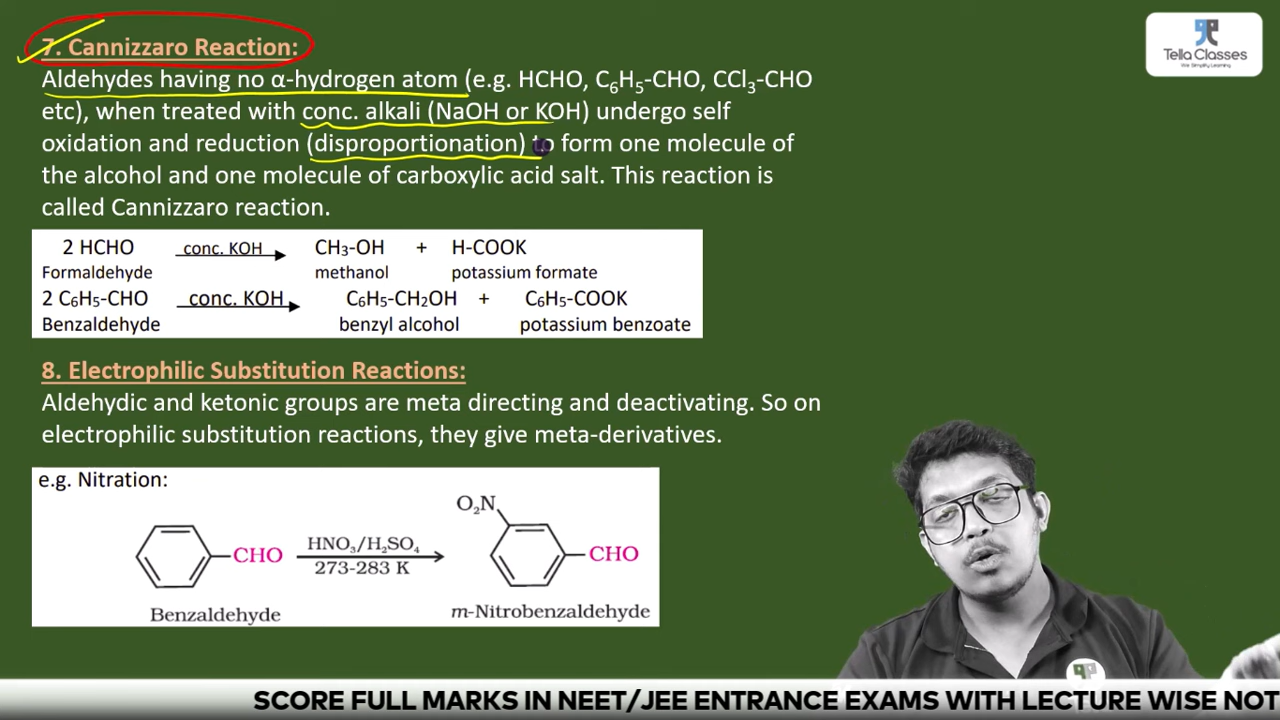 7. Cannizzaro Reaction:
Aldehydes having no α-hydrogen atom (e.g. HCHO, C₆H₅-CHO, CCl₃-CHO
etc), when treated with conc. alkali (NaOH or KOH) undergo self
oxidation and reduction (disproportionation) to form one molecule of
the alcohol and one molecule of carboxylic acid salt. This reaction is
called Cannizzaro reaction.
2 HCHO conc. KOH CH₃-OH + H-COOK
Formaldehyde methanol potassium formate
2 C₆H₅-CHO conc. KOH C₆H₅-CH₂OH + C₆H₅-COOK
Benzaldehyde benzyl alcohol potassium benzoate
8. Electrophilic Substitution Reactions:
Aldehydic and ketonic groups are meta directing and deactivating. So on
electrophilic substitution reactions, they give meta-derivatives.
e.g. Nitration:
O₂N
CHO HNO₃/H₂SO₄ CHO
273-283 K
Benzaldehyde m-Nitrobenzaldehyde
Tella Classes
We Simplify Learning
SCORE FULL MARKS IN NEET/JEE ENTRANCE EXAMS WITH LECTURE WISE NOT